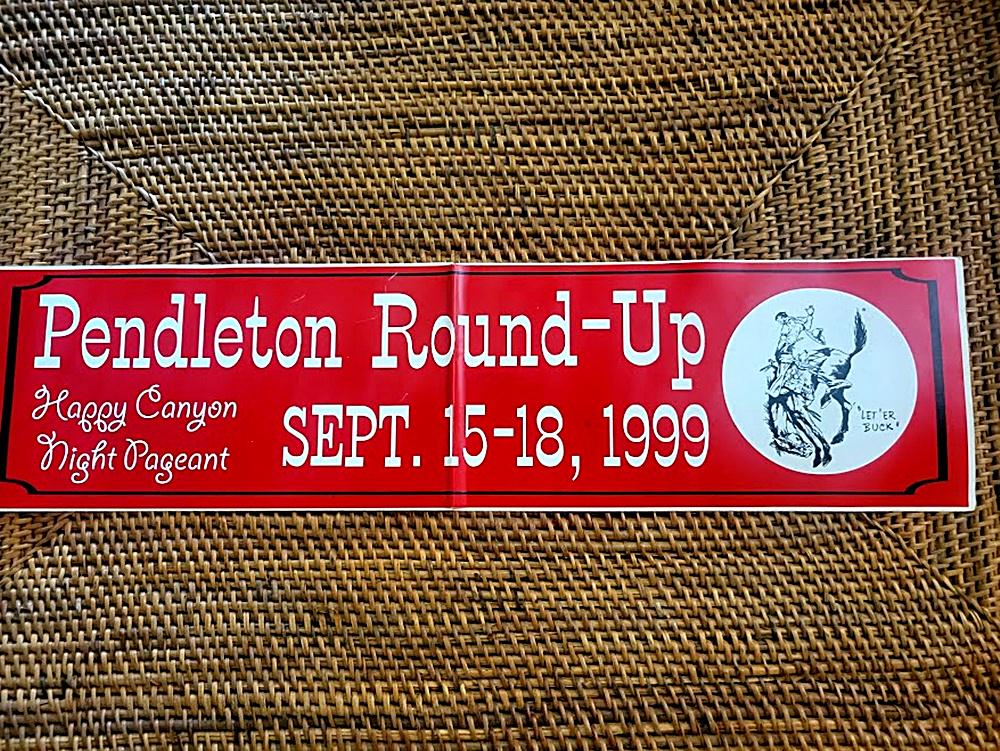 Pendleton Round-Up
Happy Canyon
Night Pageant
SEPT. 15-18, 1999
"LET 'ER
BUCK"